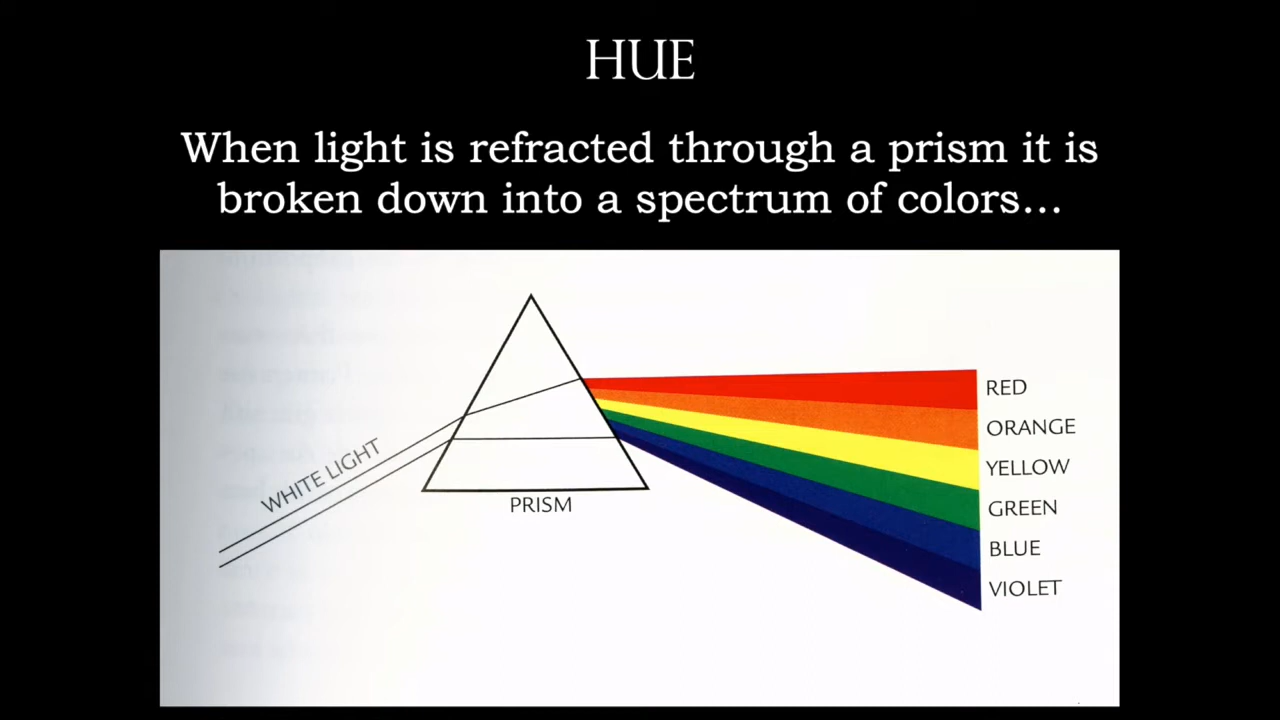 HUE
When light is refracted through a prism it is
broken down into a spectrum of colors...
WHITE LIGHT
PRISM
RED
ORANGE
YELLOW
GREEN
BLUE
VIOLET